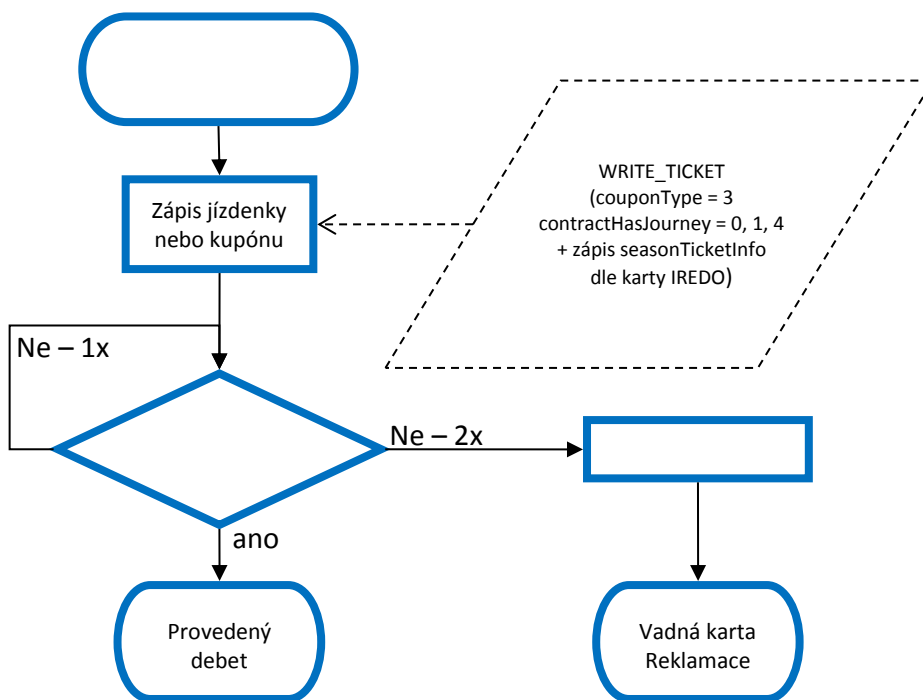 Zápis jízdenky
nebo kupónu
WRITE_TICKET
(couponType = 3
contractHasJourney = 0, 1, 4
+ zápis seasonTicketInfo
dle karty IREDO)
Ne – 1x
Ne – 2x
ano
Provedený
debet
Vadná karta
Reklamace